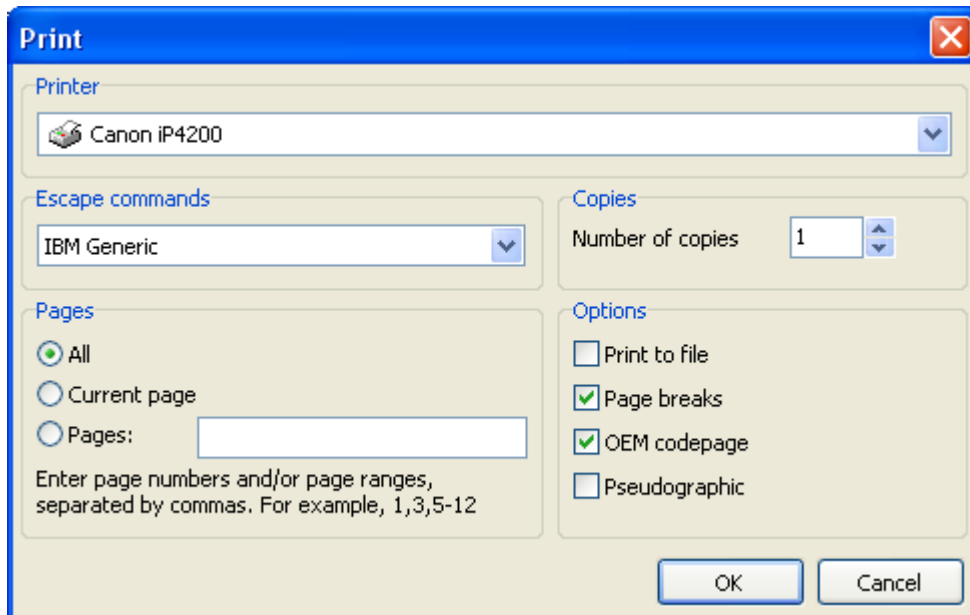 Print
Printer
Canon iP4200
Escape commands
IBM Generic
Copies
Number of copies 1
Pages
All
Current page
Pages:
Enter page numbers and/or page ranges,
separated by commas. For example, 1,3,5-12
Options
Print to file
Page breaks
OEM codepage
Pseudographic
OK Cancel